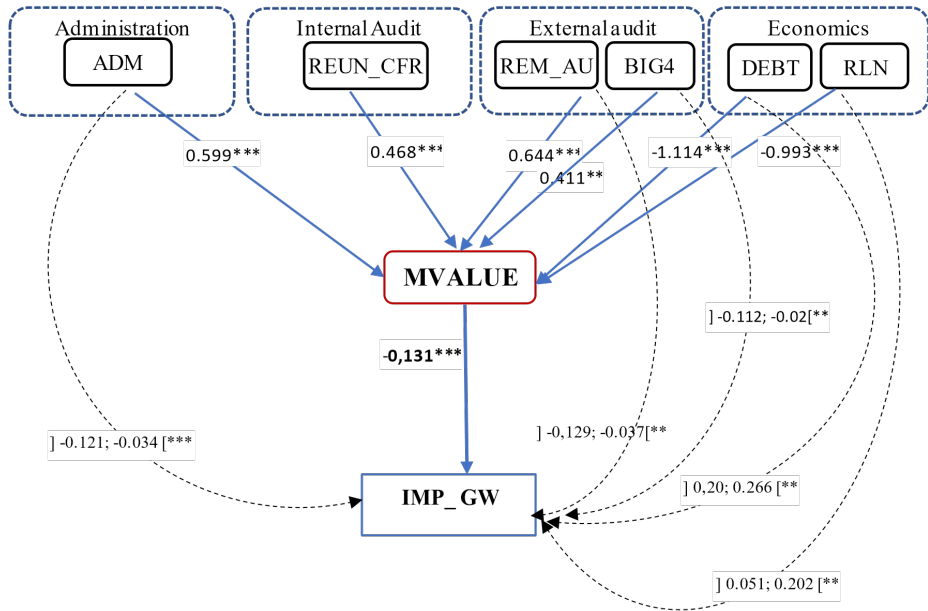 Administration
Internal Audit
External audit
Economics
ADM
REUN_CFR
REM_AU
BIG4
DEBT
RLN
0.599***
0.468***
0.644***
0.411**
-1.114***
-0.993***
MVALUE
] -0.112; -0.02[**
-0,131***
] -0.121; -0.034 [***
] -0,129; -0.037[**
] 0,20; 0.266 [**
IMP_GW
] 0.051; 0.202 [**